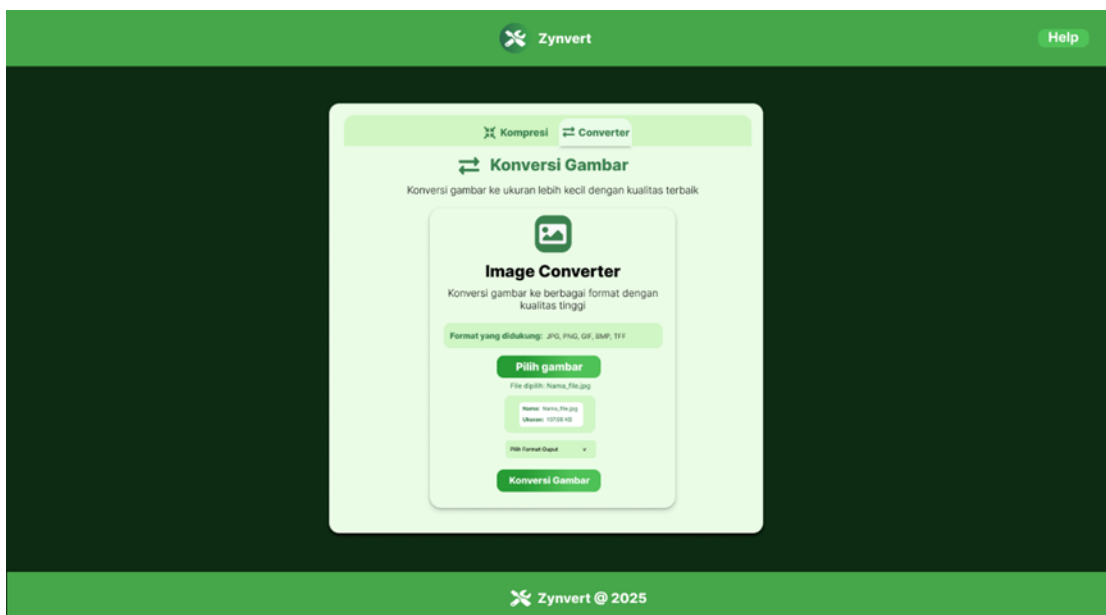 Zynvert
Help
Kompresi
Converter
Konversi Gambar
Konversi gambar ke ukuran lebih kecil dengan kualitas terbaik
Image Converter
Konversi gambar ke berbagai format dengan
kualitas tinggi
Format yang didukung: JPG, PNG, GIF, BMP, TFF
Pilih gambar
File dipilih: Nama_file.jpg
Nama: Nama_file.jpg
Ukuran: KB
Pilih Format Ouput
Konversi Gambar
Zynvert @ 2025